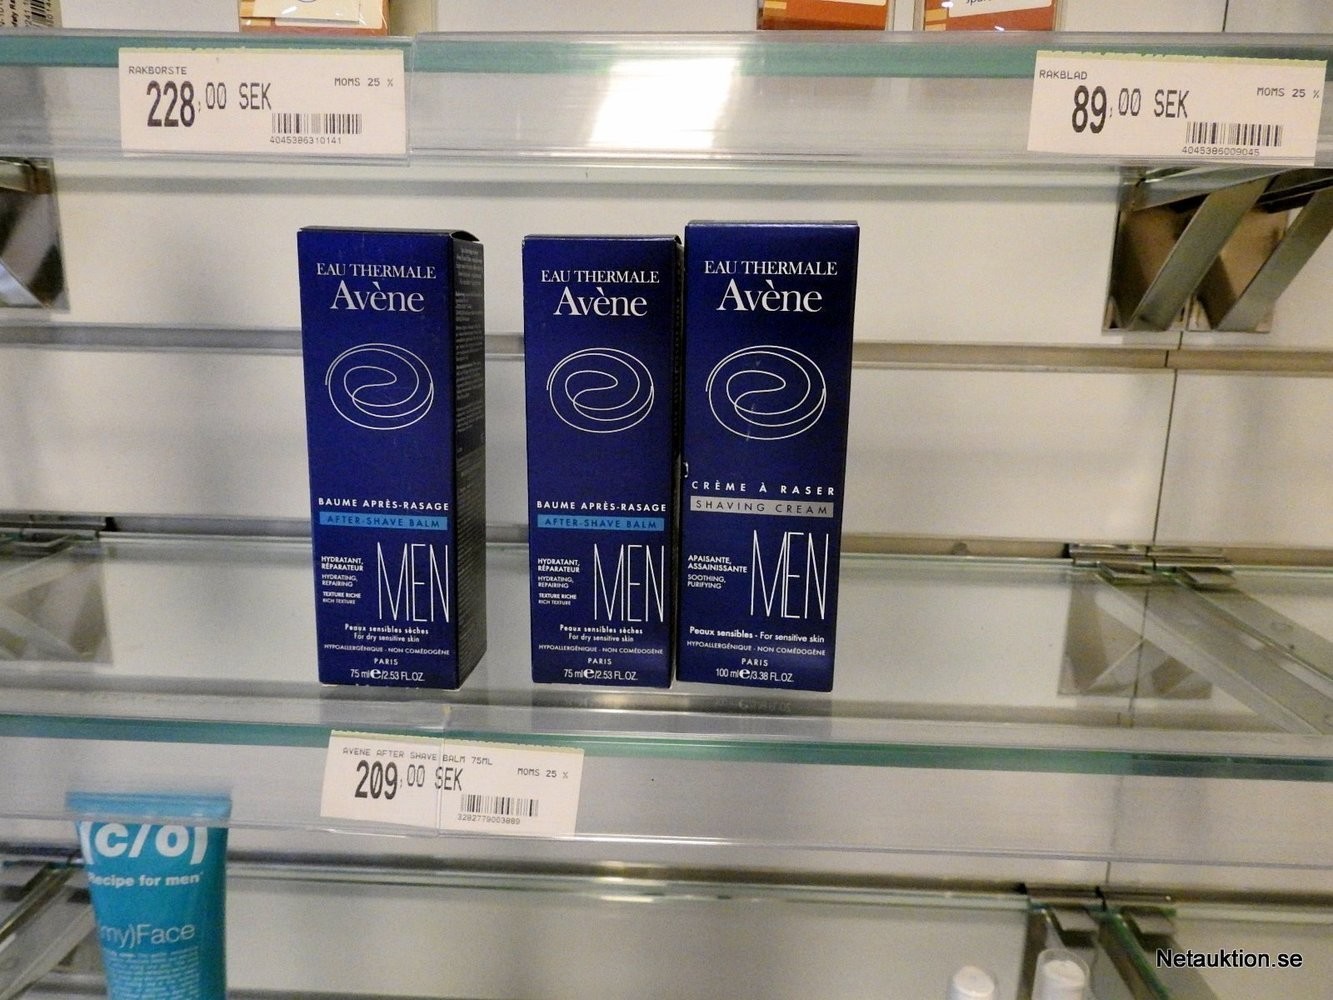 RAKBORSTE
MOMS 25 %
228,00 SEK
4045386310141
RAKBLAD
MOMS 25 %
89,00 SEK
4045386009045
EAU THERMALE
Avène
BAUME APRÈS-RASAGE
AFTER-SHAVE BALM
HYDRATANT,
RÉPARATEUR
HYDRATING,
REPAIRING
TEXTURE RICHE
RICH TEXTURE
MEN
Peaux sensibles sèches
For dry sensitive skin
HYPOALLERGÉNIQUE - NON COMÉDOGÈNE
PARIS
75 ml e/2.53 FL.OZ.
EAU THERMALE
Avène
BAUME APRÈS-RASAGE
AFTER-SHAVE BALM
HYDRATANT,
RÉPARATEUR
HYDRATING,
REPAIRING
TEXTURE RICHE
RICH TEXTURE
MEN
Peaux sensibles sèches
For dry sensitive skin
HYPOALLERGÉNIQUE - NON COMÉDOGÈNE
PARIS
75 ml e/2.53 FL.OZ.
EAU THERMALE
Avène
CRÈME À RASER
SHAVING CREAM
APAISANTE,
ASSAINISSANTE
SOOTHING,
PURIFYING
MEN
Peaux sensibles - For sensitive skin
HYPOALLERGÉNIQUE - NON COMÉDOGÈNE
PARIS
100 ml e/3.38 FL.OZ.
AVENE AFTER SHAVE BALM 75ML
209,00 SEK
MOMS 25 %
3282779003889
(c/o)
Recipe for men
my)Face
Netauktion.se